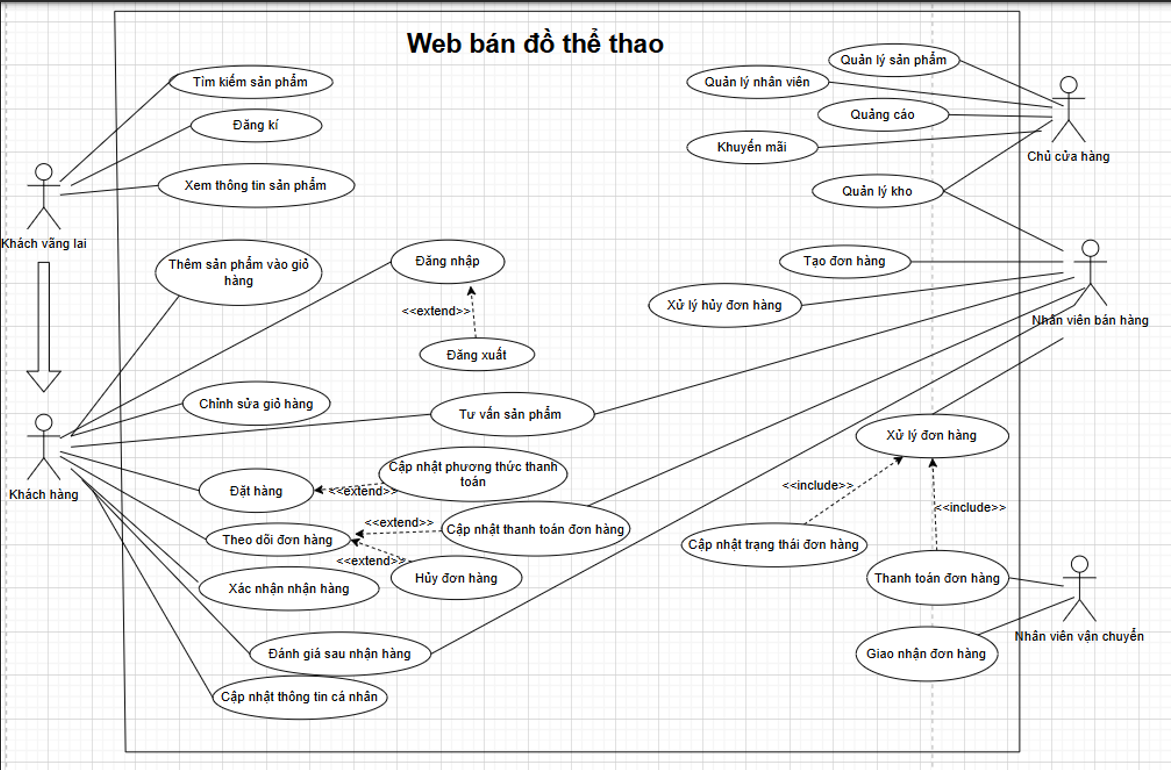 Web bán đồ thể thao
Tìm kiếm sản phẩm
Đăng kí
Xem thông tin sản phẩm
Khách vãng lai
Quản lý sản phẩm
Quản lý nhân viên
Quảng cáo
Khuyến mãi
Chủ cửa hàng
Quản lý kho
Thêm sản phẩm vào giỏ
hàng
Đăng nhập
<<extend>>
Đăng xuất
Tạo đơn hàng
Xử lý hủy đơn hàng
Nhân viên bán hàng
Chỉnh sửa giỏ hàng
Tư vấn sản phẩm
Khách hàng
Xử lý đơn hàng
Đặt hàng
<<extend>>
Cập nhật phương thức thanh
toán
<<include>>
<<include>>
Theo dõi đơn hàng
<<extend>>
Cập nhật thanh toán đơn hàng
<<extend>>
Hủy đơn hàng
Cập nhật trạng thái đơn hàng
Thanh toán đơn hàng
Xác nhận nhận hàng
Nhân viên vận chuyển
Đánh giá sau nhận hàng
Giao nhận đơn hàng
Cập nhật thông tin cá nhân